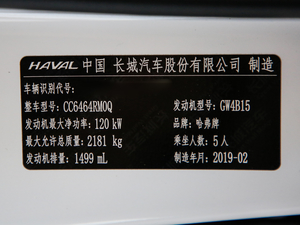 HAVAL 中国 长城汽车股份有限公司 制造
车辆识别代号:
整车型号: CC6464RM0Q 发动机型号: GW4B15
发动机最大净功率: 120 kW 品牌: 哈弗牌
最大允许总质量: 2181 kg 乘坐人数: 5 人
发动机排量: 1499 mL 制造年月: 2019-02